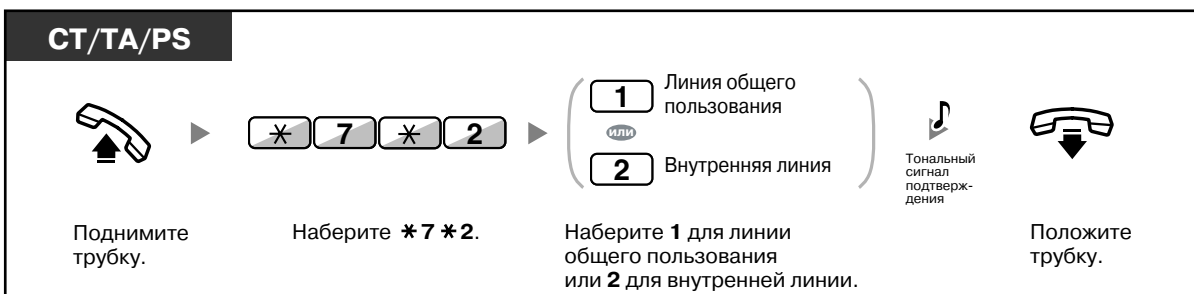 CT/TA/PS
* 7 * 2
1 Линия общего
пользования
или
2 Внутренняя линия
Тональный
сигнал
подтверж-
дения
Поднимите
трубку.
Наберите *7*2.
Наберите 1 для линии
общего пользования
или 2 для внутренней линии.
Положите
трубку.